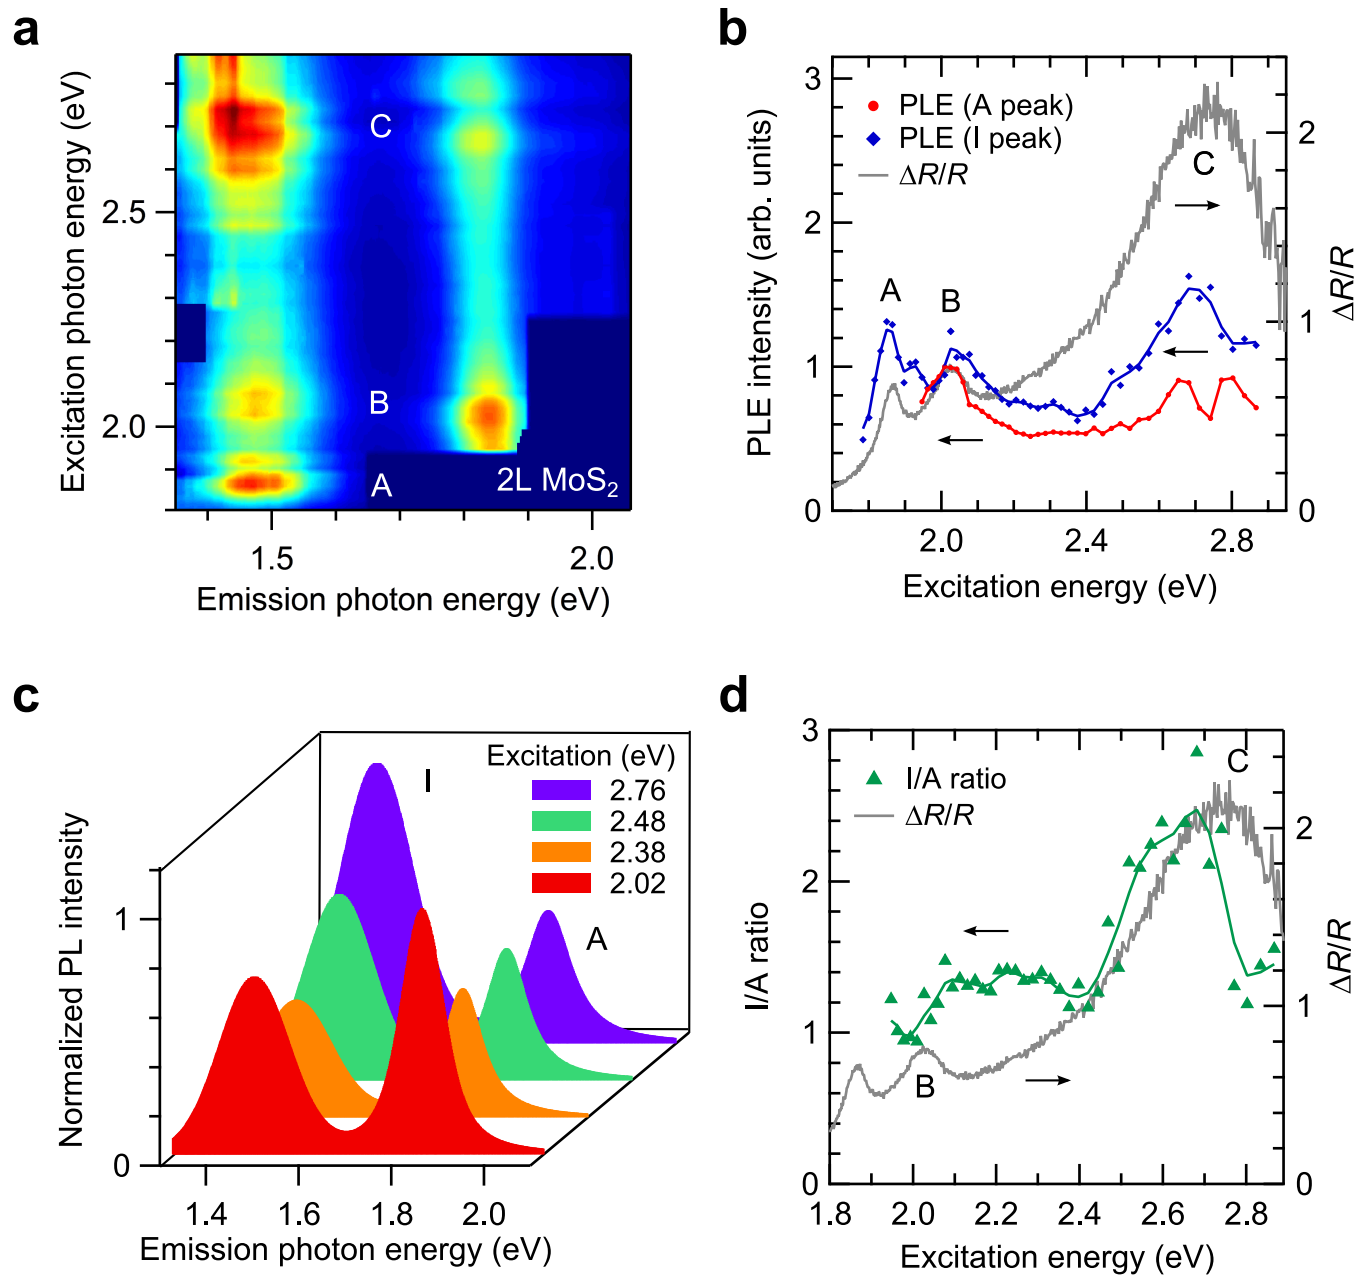 a
Excitation photon energy (eV)
2.5
2.0
C
B
A
2L MoS₂
1.5
2.0
Emission photon energy (eV)
b
PLE intensity (arb. units)
3
2
1
0
PLE (A peak)
PLE (I peak)
ΔR/R
A
B
C
2
1
0
ΔR/R
2.0
2.4
2.8
Excitation energy (eV)
c
Normalized PL intensity
1
0
I
A
Excitation (eV)
2.76
2.48
2.38
2.02
1.4
1.6
1.8
2.0
Emission photon energy (eV)
d
I/A ratio
3
2
1
0
I/A ratio
ΔR/R
B
C
2
1
0
ΔR/R
1.8
2.0
2.2
2.4
2.6
2.8
Excitation energy (eV)